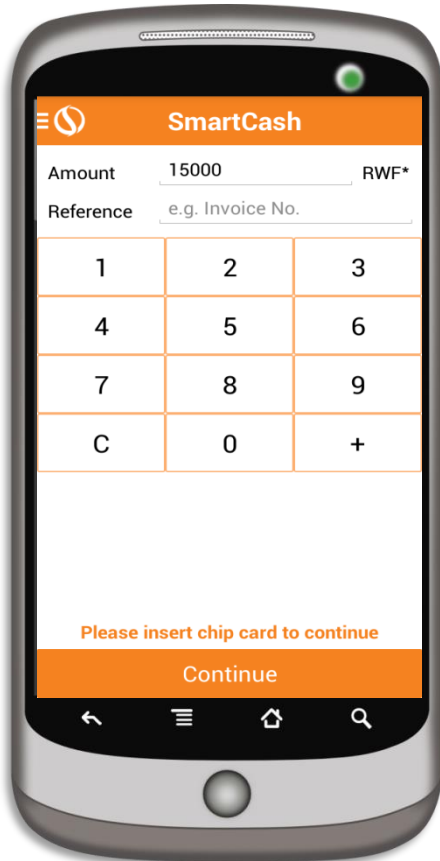 SmartCash
Amount 15000 RWF*
Reference e.g. Invoice No.
1 2 3
4 5 6
7 8 9
C 0 +
Please insert chip card to continue
Continue